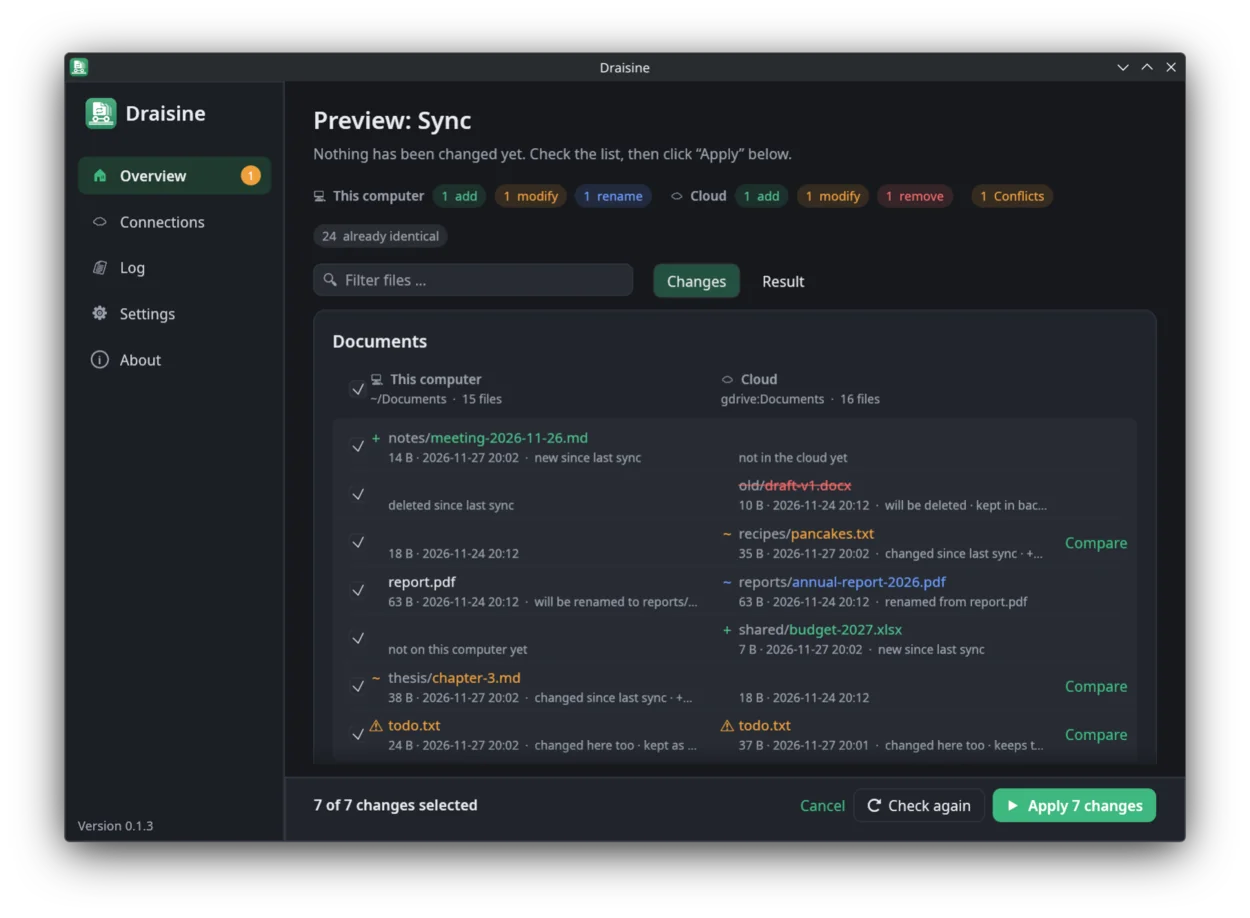 Draisine
Draisine
Overview 1
Connections
Log
Settings
About
Version 0.1.3
Preview: Sync
Nothing has been changed yet. Check the list, then click “Apply” below.
This computer 1 add 1 modify 1 rename Cloud 1 add 1 modify 1 remove 1 Conflicts
24 already identical
Filter files ... Changes Result
Documents
This computer Cloud
~/Documents · 15 files gdrive:Documents · 16 files
+ notes/meeting-2026-11-26.md
14 B · 2026-11-27 20:02 · new since last sync not in the cloud yet
old/draft-v1.docx
deleted since last sync 10 B · 2026-11-24 20:12 · will be deleted · kept in bac...
~ recipes/pancakes.txt
18 B · 2026-11-24 20:12 35 B · 2026-11-27 20:02 · changed since last sync · +... Compare
report.pdf ~ reports/annual-report-2026.pdf
63 B · 2026-11-24 20:12 · will be renamed to reports/... 63 B · 2026-11-24 20:12 · renamed from report.pdf
+ shared/budget-2027.xlsx
not on this computer yet 7 B · 2026-11-27 20:02 · new since last sync
~ thesis/chapter-3.md
38 B · 2026-11-27 20:02 · changed since last sync · +... 18 B · 2026-11-24 20:12 Compare
todo.txt todo.txt
24 B · 2026-11-27 20:02 · changed here too · kept as ... 37 B · 2026-11-27 20:01 · changed here too · keeps t... Compare
7 of 7 changes selected Cancel Check again Apply 7 changes